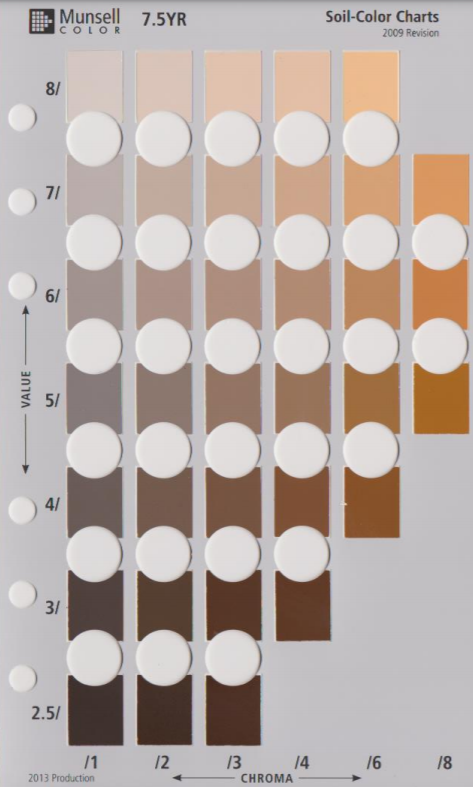 Munsell
COLOR
7.5YR
Soil-Color Charts
2009 Revision
8/
7/
6/
VALUE
5/
4/
3/
2.5/
/1 /2 /3 /4 /6 /8
2013 Production
CHROMA